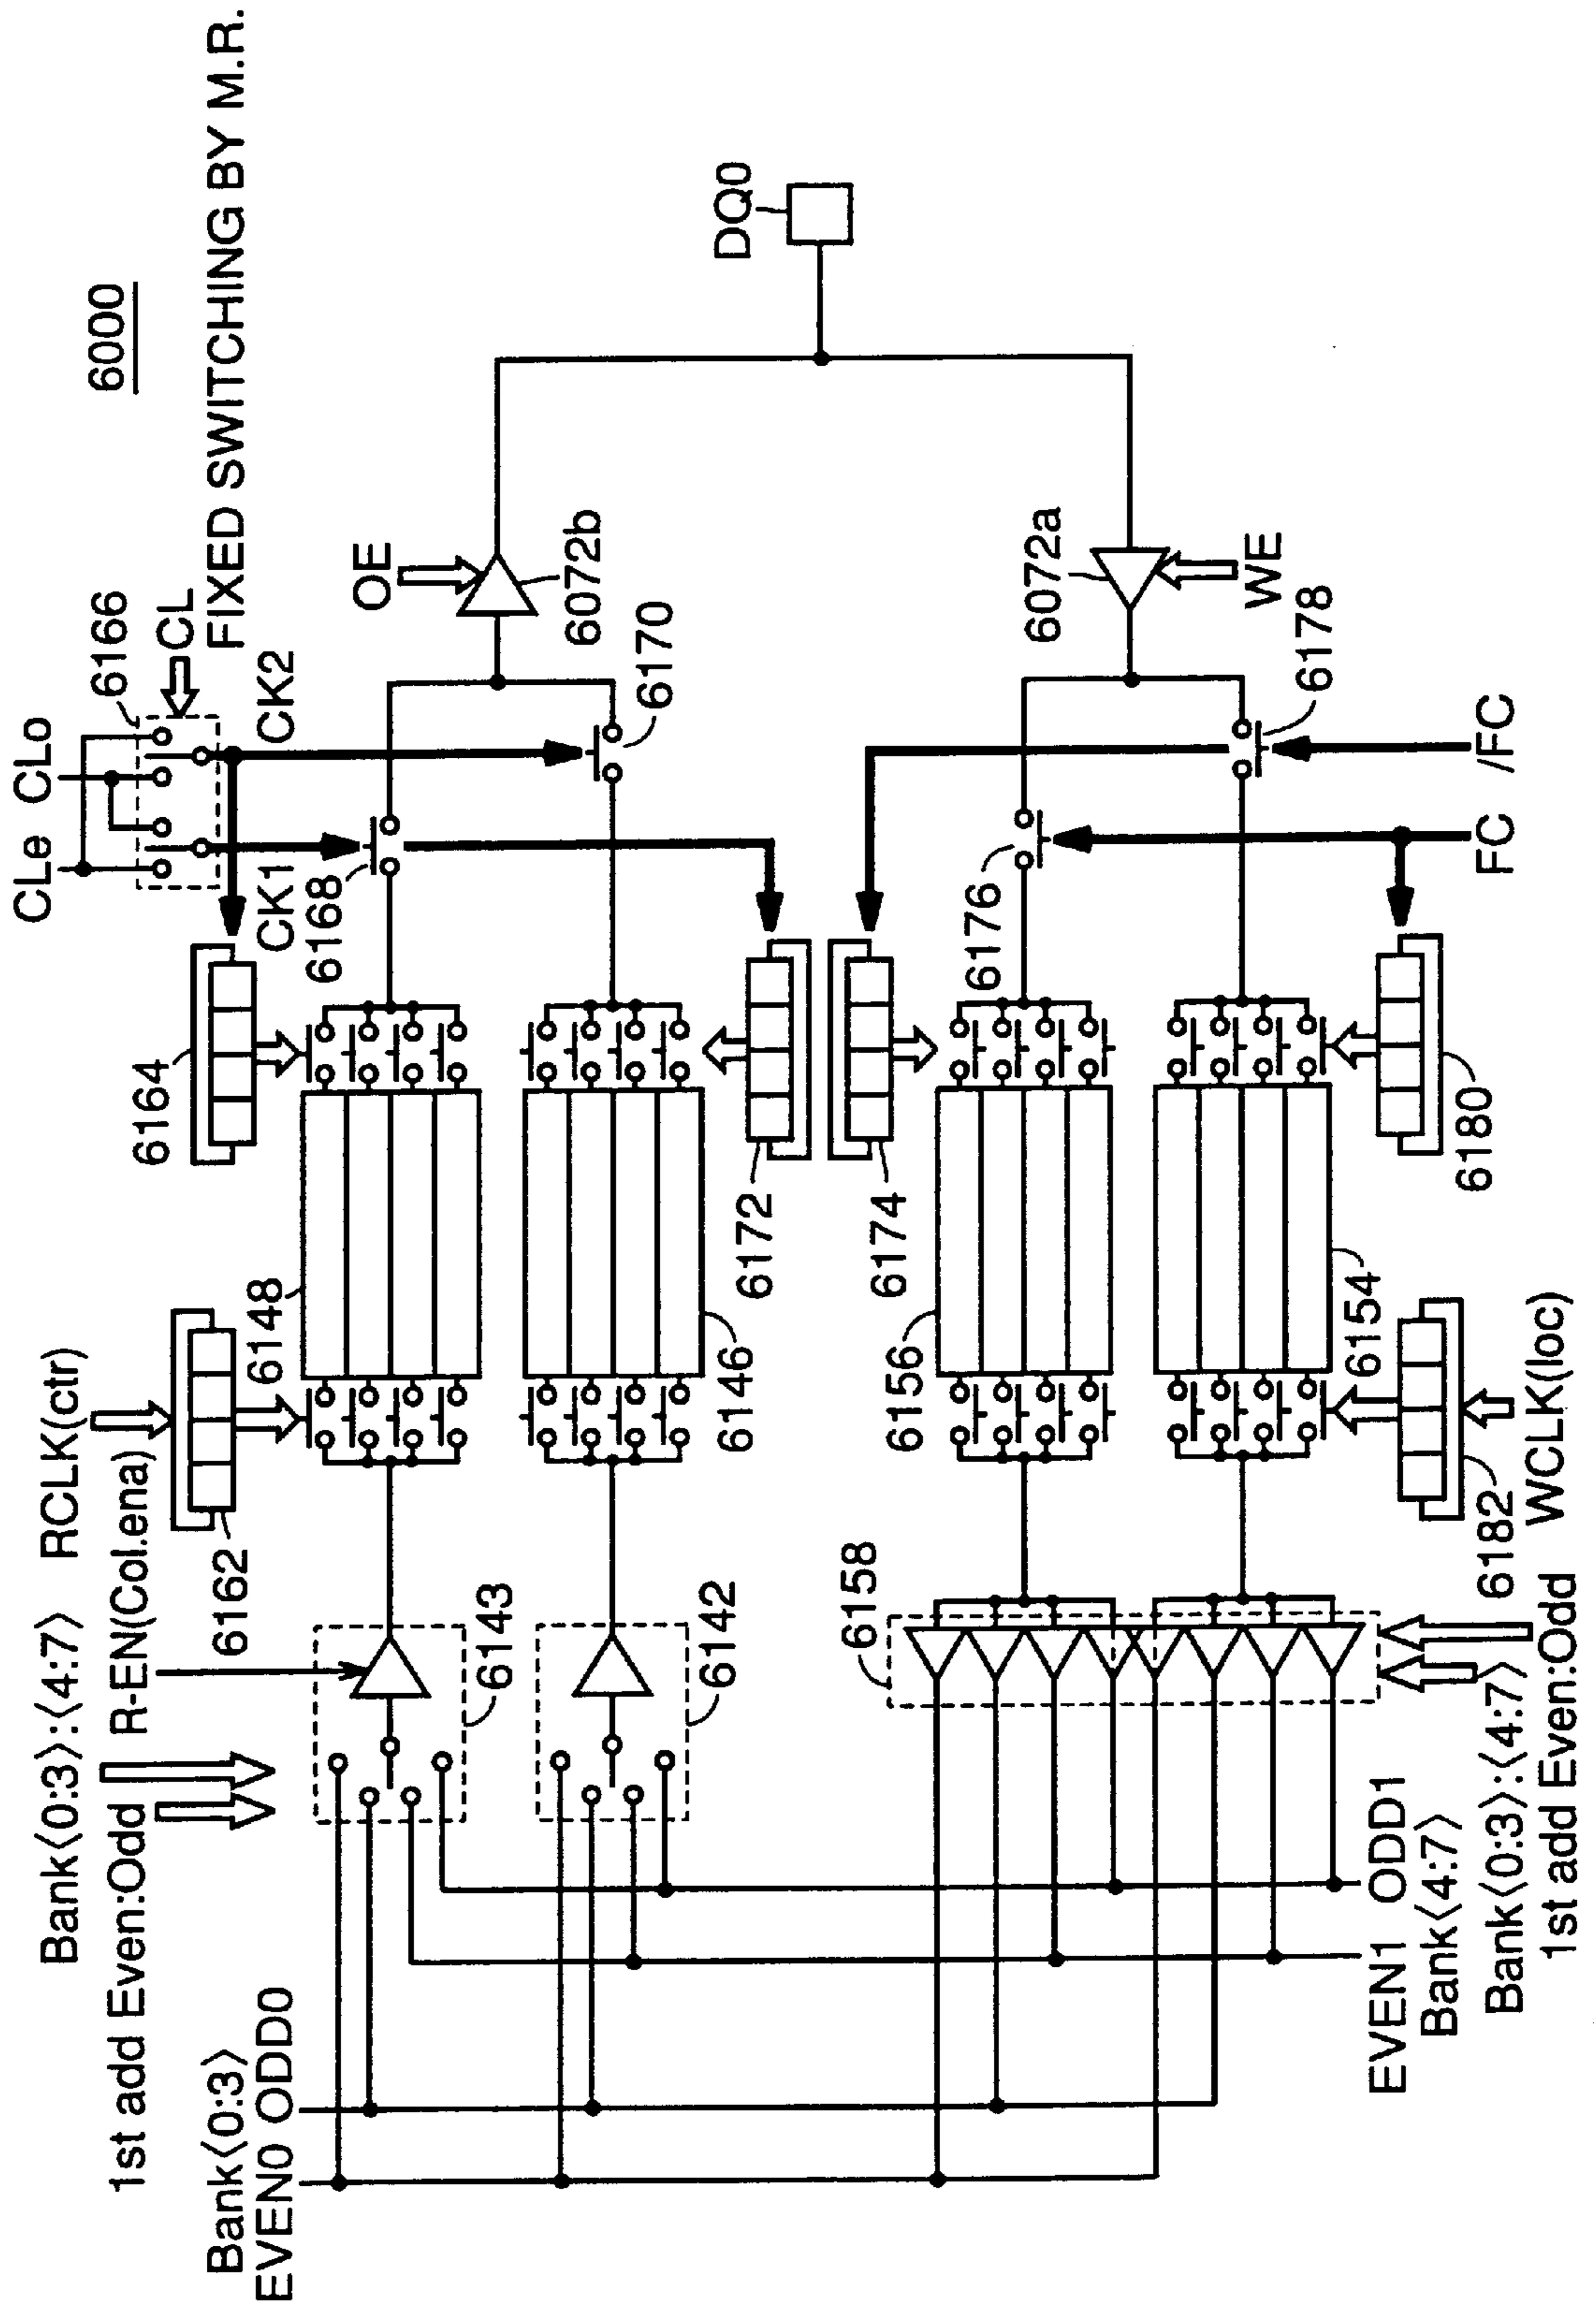 6000
FIXED SWITCHING BY M.R.
CLe CLo
6166
CL
CK1
CK2
6164
6168
OE
6072b
6170
DQ0
RCLK(ctr)
R-EN(Col.ena)
Bank〈0:3〉:〈4:7〉
1st add Even:Odd
6162
6148
6143
6142
6146
6172
Bank〈0:3〉
EVEN0 ODD0
6174
6176
6072a
WE
6178
6156
6158
6154
6180
6182
FC
/FC
WCLK(loc)
EVEN1 ODD1
Bank〈4:7〉
Bank〈0:3〉:〈4:7〉
1st add Even:Odd